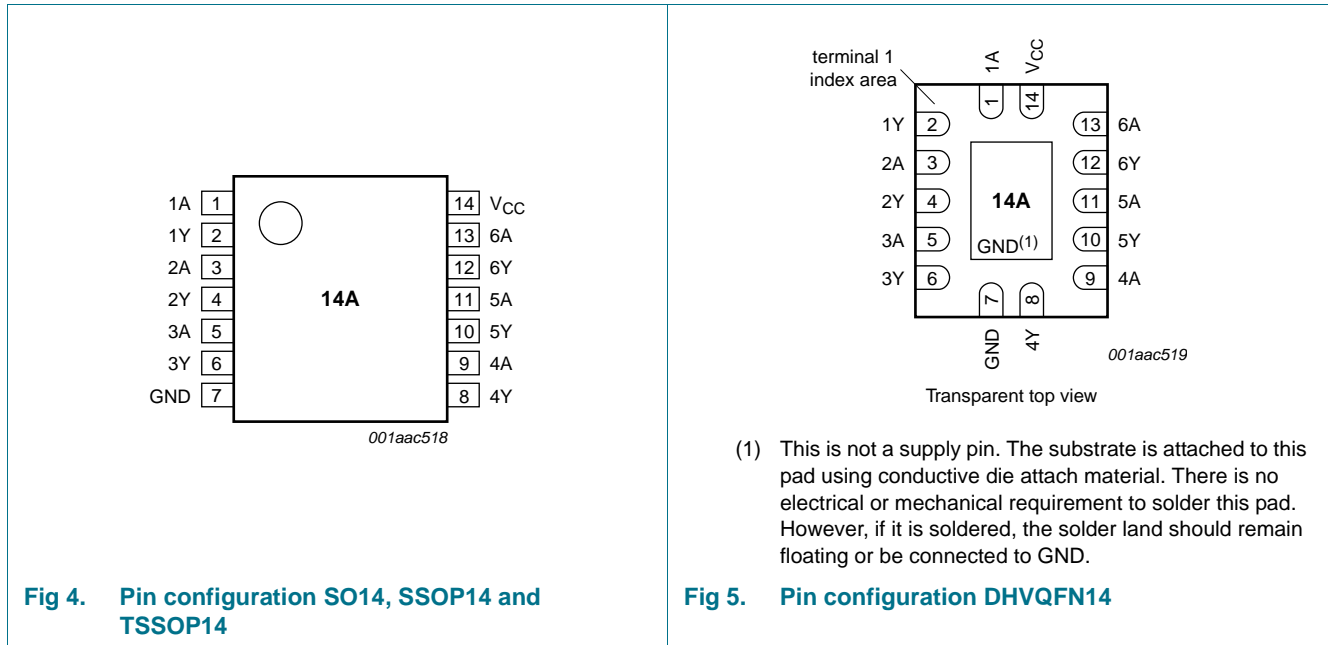 1A 1 14 VCC
1Y 2 13 6A
2A 3 12 6Y
2Y 4 14A 11 5A
3A 5 10 5Y
3Y 6 9 4A
GND 7 8 4Y
001aac518
Fig 4. Pin configuration SO14, SSOP14 and
TSSOP14
terminal 1
index area
1A VCC
1 14
1Y 2 13 6A
2A 3 12 6Y
2Y 4 14A 11 5A
3A 5 GND(1) 10 5Y
3Y 6 9 4A
7 8
GND 4Y
001aac519
Transparent top view
(1) This is not a supply pin. The substrate is attached to this
pad using conductive die attach material. There is no
electrical or mechanical requirement to solder this pad.
However, if it is soldered, the solder land should remain
floating or be connected to GND.
Fig 5. Pin configuration DHVQFN14